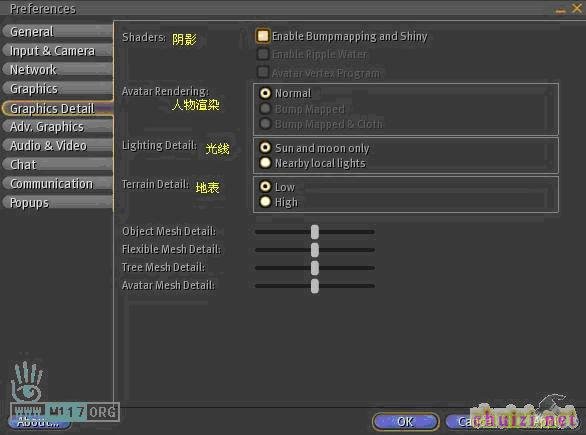 Preferences
General
Input & Camera
Network
Graphics
Graphics Detail
Adv. Graphics
Audio & Video
Chat
Communication
Popups
Shaders: 阴影
Enable Bumpmapping and Shiny
Enable Ripple Water
Avatar Vertex Program
Avatar Rendering:
人物渲染
Normal
Bump Mapped
Bump Mapped & Cloth
Lighting Detail: 光线
Sun and moon only
Nearby local lights
Terrain Detail: 地表
Low
High
Object Mesh Detail:
Flexible Mesh Detail:
Tree Mesh Detail:
Avatar Mesh Detail:
WWW.M117.ORG
About...
OK
chuizi.net